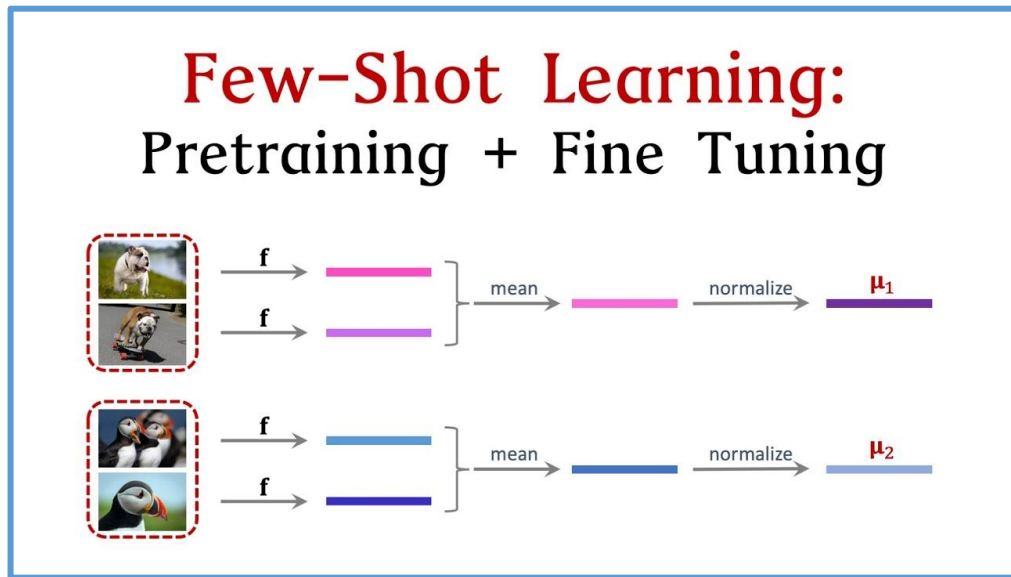 Few-Shot Learning:
Pretraining + Fine Tuning
f
f
mean
normalize
μ₁
f
f
mean
normalize
μ₂